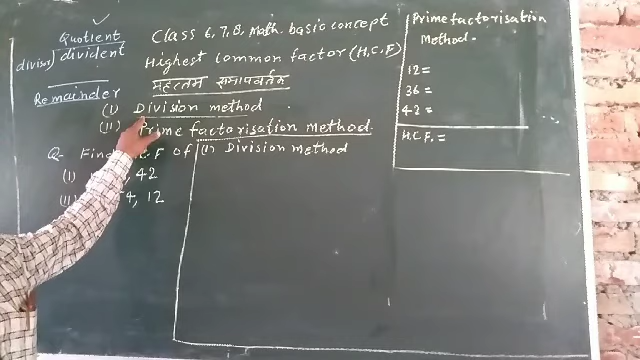 Quotient
divisor) divident
Remainder
Class 6, 7, 8, Math. basic concept
Highest common factor (H.C.F)
महत्तम समापवर्तक
(I) Division method
(II) Prime factorisation method.
Q- Find F Of
(I) , 42
(II) 4, 12
(I) Division method
Prime factorisation
Method.
12=
36=
42=
H.C.F.=